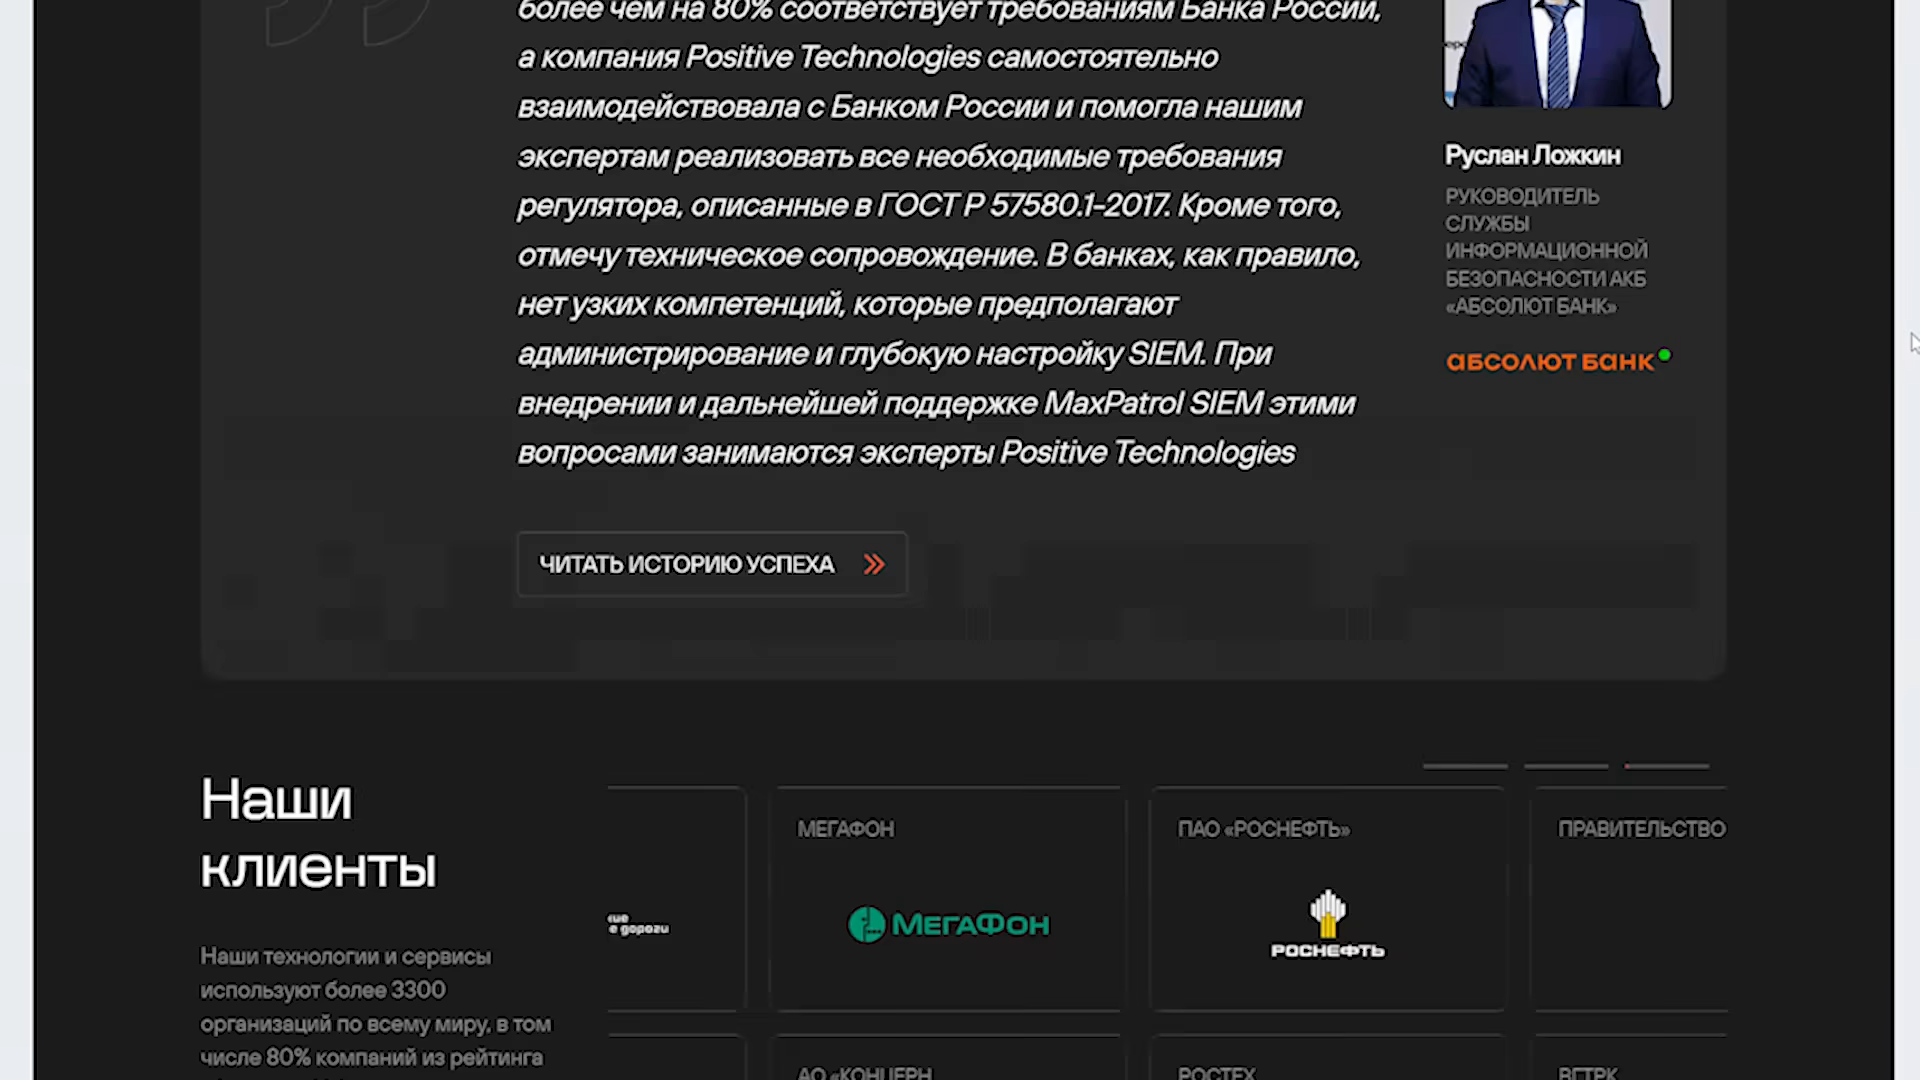 более чем на 80% соответствует требованиям Банка России,
а компания Positive Technologies самостоятельно
взаимодействовала с Банком России и помогла нашим
экспертам реализовать все необходимые требования
регулятора, описанные в ГОСТ Р 57580.1-2017. Кроме того,
отмечу техническое сопровождение. В банках, как правило,
нет узких компетенций, которые предполагают
администрирование и глубокую настройку SIEM. При
внедрении и дальнейшей поддержке MaxPatrol SIEM этими
вопросами занимаются эксперты Positive Technologies
ЧИТАТЬ ИСТОРИЮ УСПЕХА
Руслан Ложкин
РУКОВОДИТЕЛЬ
СЛУЖБЫ
ИНФОРМАЦИОННОЙ
БЕЗОПАСНОСТИ АКБ
«АБСОЛЮТ БАНК»
абсолют банк
Наши
клиенты
Наши технологии и сервисы
используют более 3300
организаций по всему миру, в том
числе 80% компаний из рейтинга
е дороги
МЕГАФОН
МегаФон
ПАО «РОСНЕФТЬ»
РОСНЕФТЬ
ПРАВИТЕЛЬСТВО
АО «КОНЦЕРН
РОСТЕХ
ВГТРК